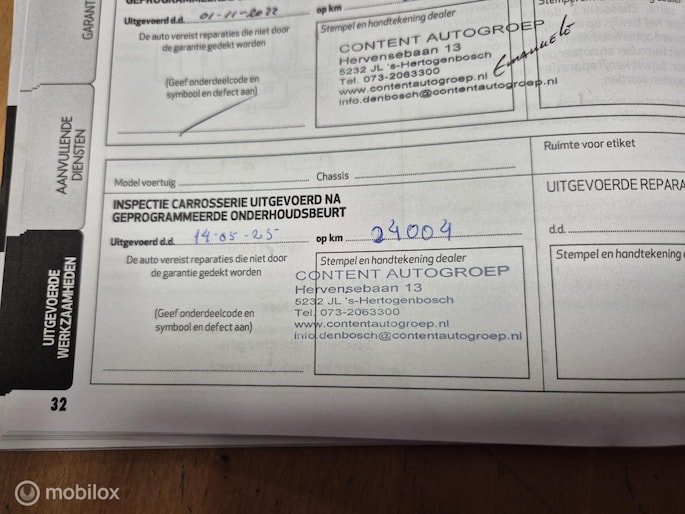 Uitgevoerd d.d. 01-11-2022
op km
De auto vereist reparaties die niet door
de garantie gedekt worden
(Geef onderdeelcode en
symbool en defect aan)
Stempel en handtekening dealer
CONTENT AUTOGROEP
Hervensebaan 13
5232 JL 's-Hertogenbosch
Tel. 073-2063300
www.contentautogroep.nl
info.denbosch@contentautogroep.nl
Model voertuig
Chassis
Ruimte voor etiket
INSPECTIE CARROSSERIE UITGEVOERD NA
GEPROGRAMMEERDE ONDERHOUDSBEURT
Uitgevoerd d.d. 14-05-25
op km 24004
De auto vereist reparaties die niet door
de garantie gedekt worden
(Geef onderdeelcode en
symbool en defect aan)
Stempel en handtekening dealer
CONTENT AUTOGROEP
Hervensebaan 13
5232 JL 's-Hertogenbosch
Tel. 073-2063300
www.contentautogroep.nl
info.denbosch@contentautogroep.nl
UITGEVOERDE REPARA
d.d.
Stempel en handtekening
AANVULLENDE
DIENSTEN
UITGEVOERDE
WERKZAAMHEDEN
32
mobilox